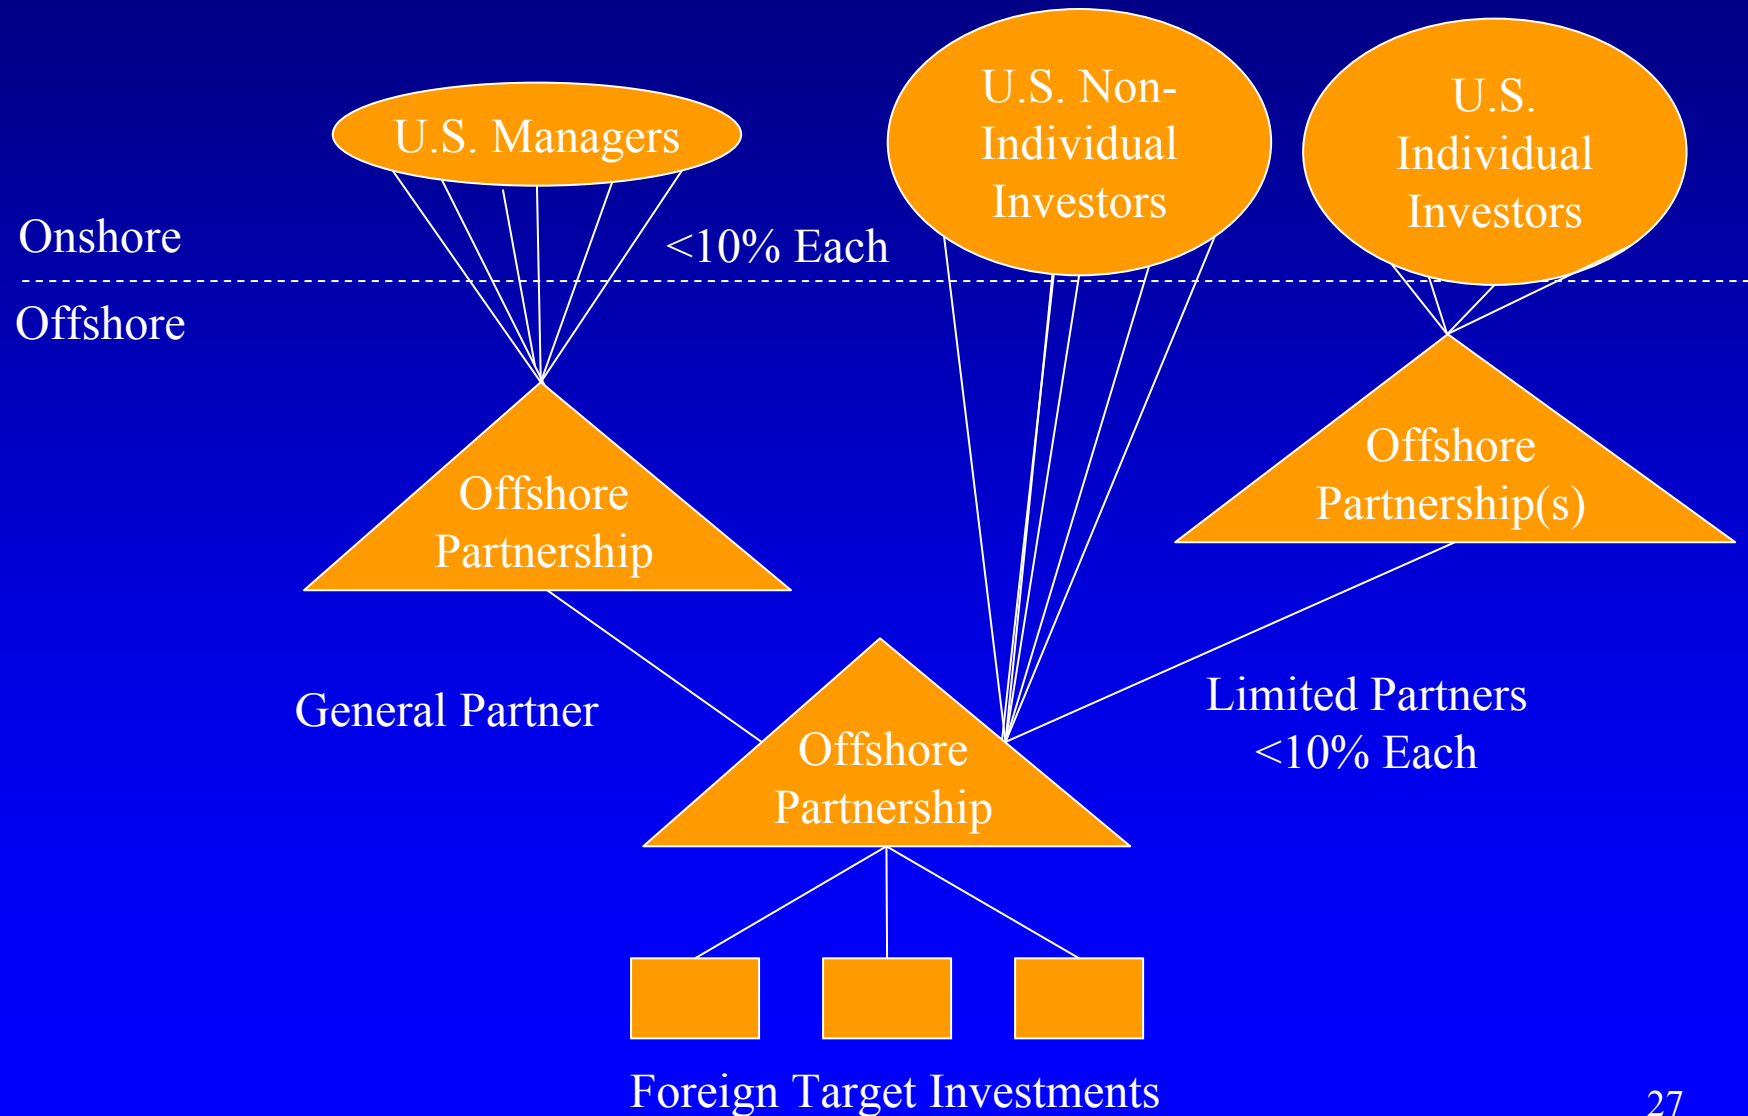 U.S. Managers
U.S. Non-
Individual
Investors
U.S.
Individual
Investors
Onshore
<10% Each
Offshore
Offshore
Partnership
Offshore
Partnership(s)
General Partner
Limited Partners
<10% Each
Offshore
Partnership
Foreign Target Investments
27